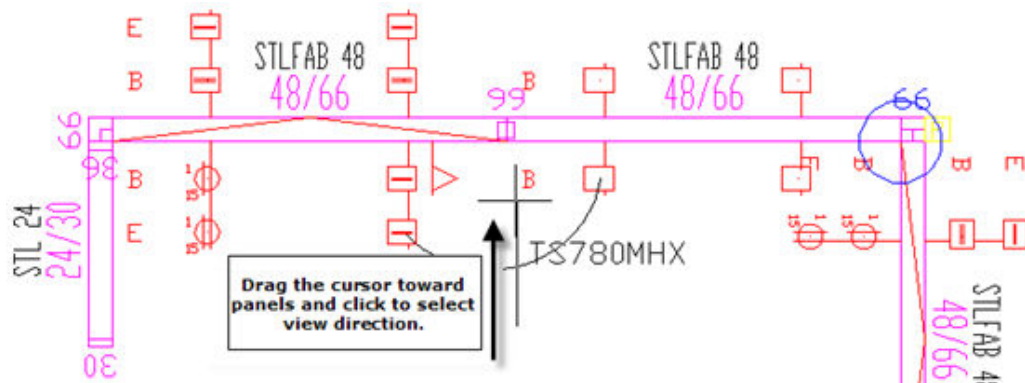 E
STLFAB 48
48/66
B
B
STLFAB 48
48/66
66
66
66
36
B
B
E
1
15
1
15
STL 24
24/30
30
TS780MHX
E
B
B
E
15
1
15
1
STLFAB 4
48/66
Drag the cursor toward
panels and click to select
view direction.